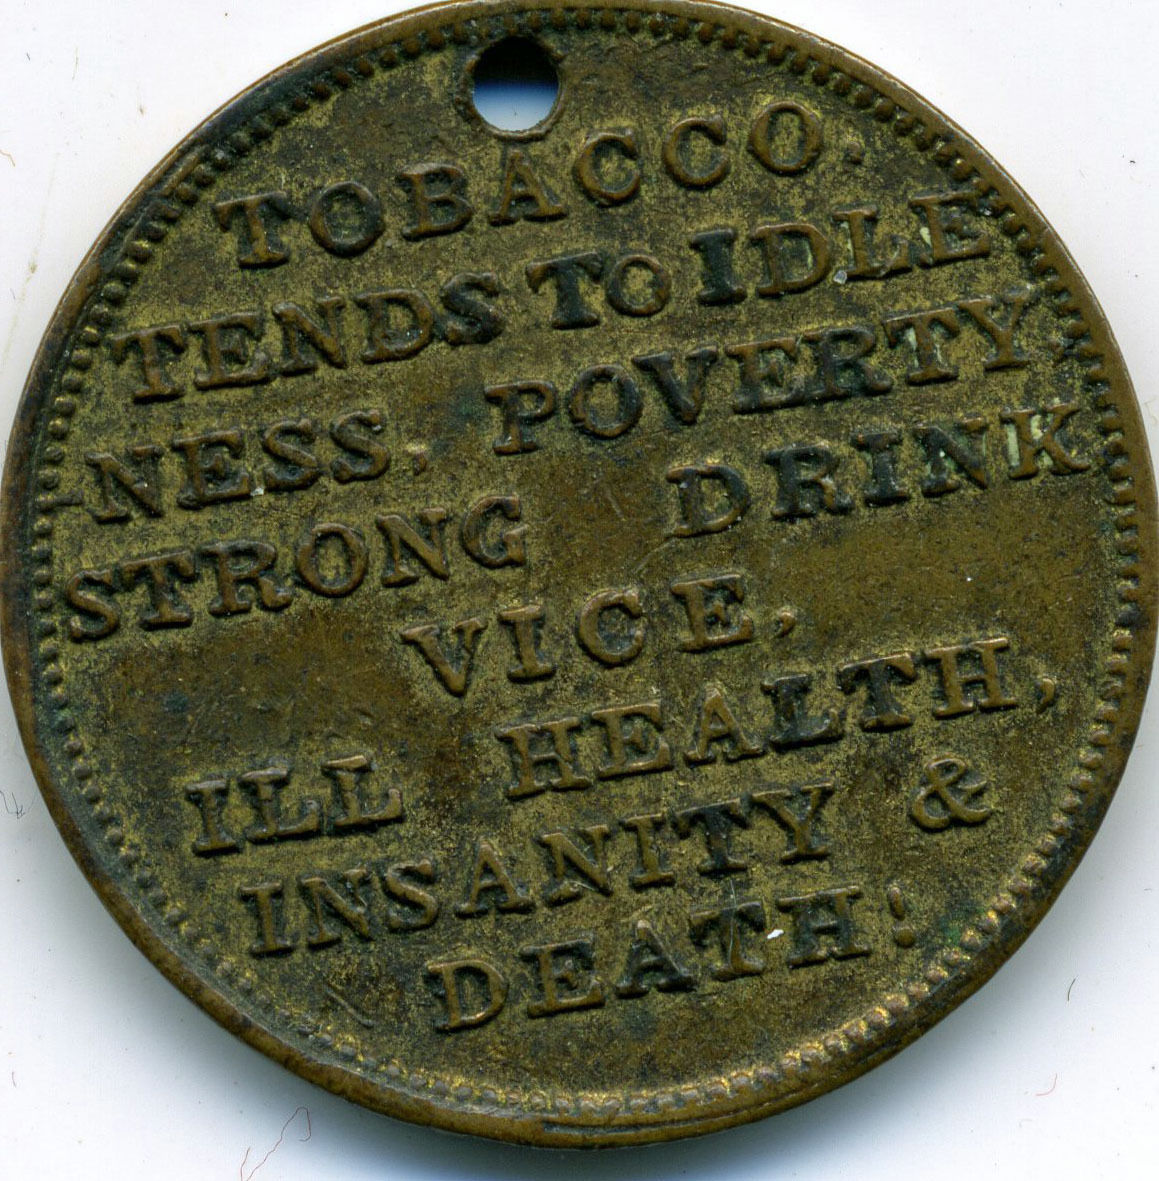 TOBACCO.
TENDS TO IDLE
NESS, POVERTY
STRONG DRINK
VICE,
ILL HEALTH,
INSANITY &
DEATH!